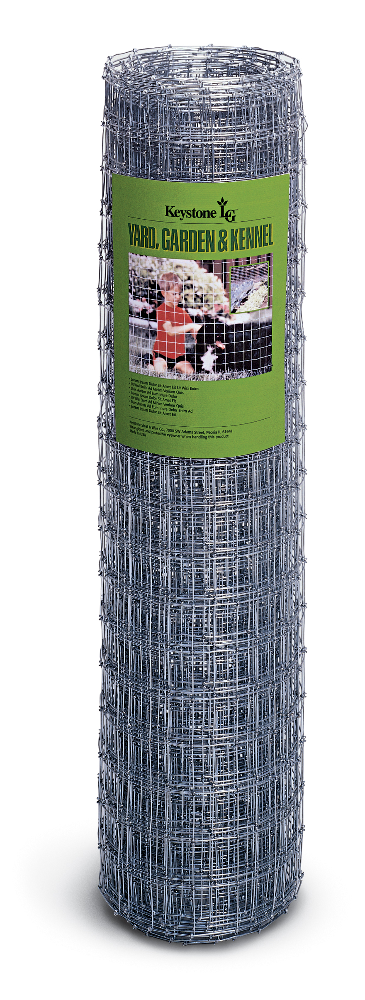 Keystone LG™
YARD, GARDEN & KENNEL
• Lorem Ipsum Dolor Sit Amet Eit Ut Wisi Enim
• Ut Wisi Enim Ad Minim Veniam Quis
• Duis Autem Vel Eum Iriure Dolor
• Lorem Ipsum Dolor Sit Amet Eit
• Ut Wisi Enim Ad Minim Veniam Quis
• Duis Autem Vel Eum Iriure Dolor Enim Ad
• Lorem Ipsum Dolor Sit Amet Eit
Keystone Steel & Wire Co., 7000 SW Adams Street, Peoria IL 61641
Wear gloves and protective eyewear when handling this product
Made in USA